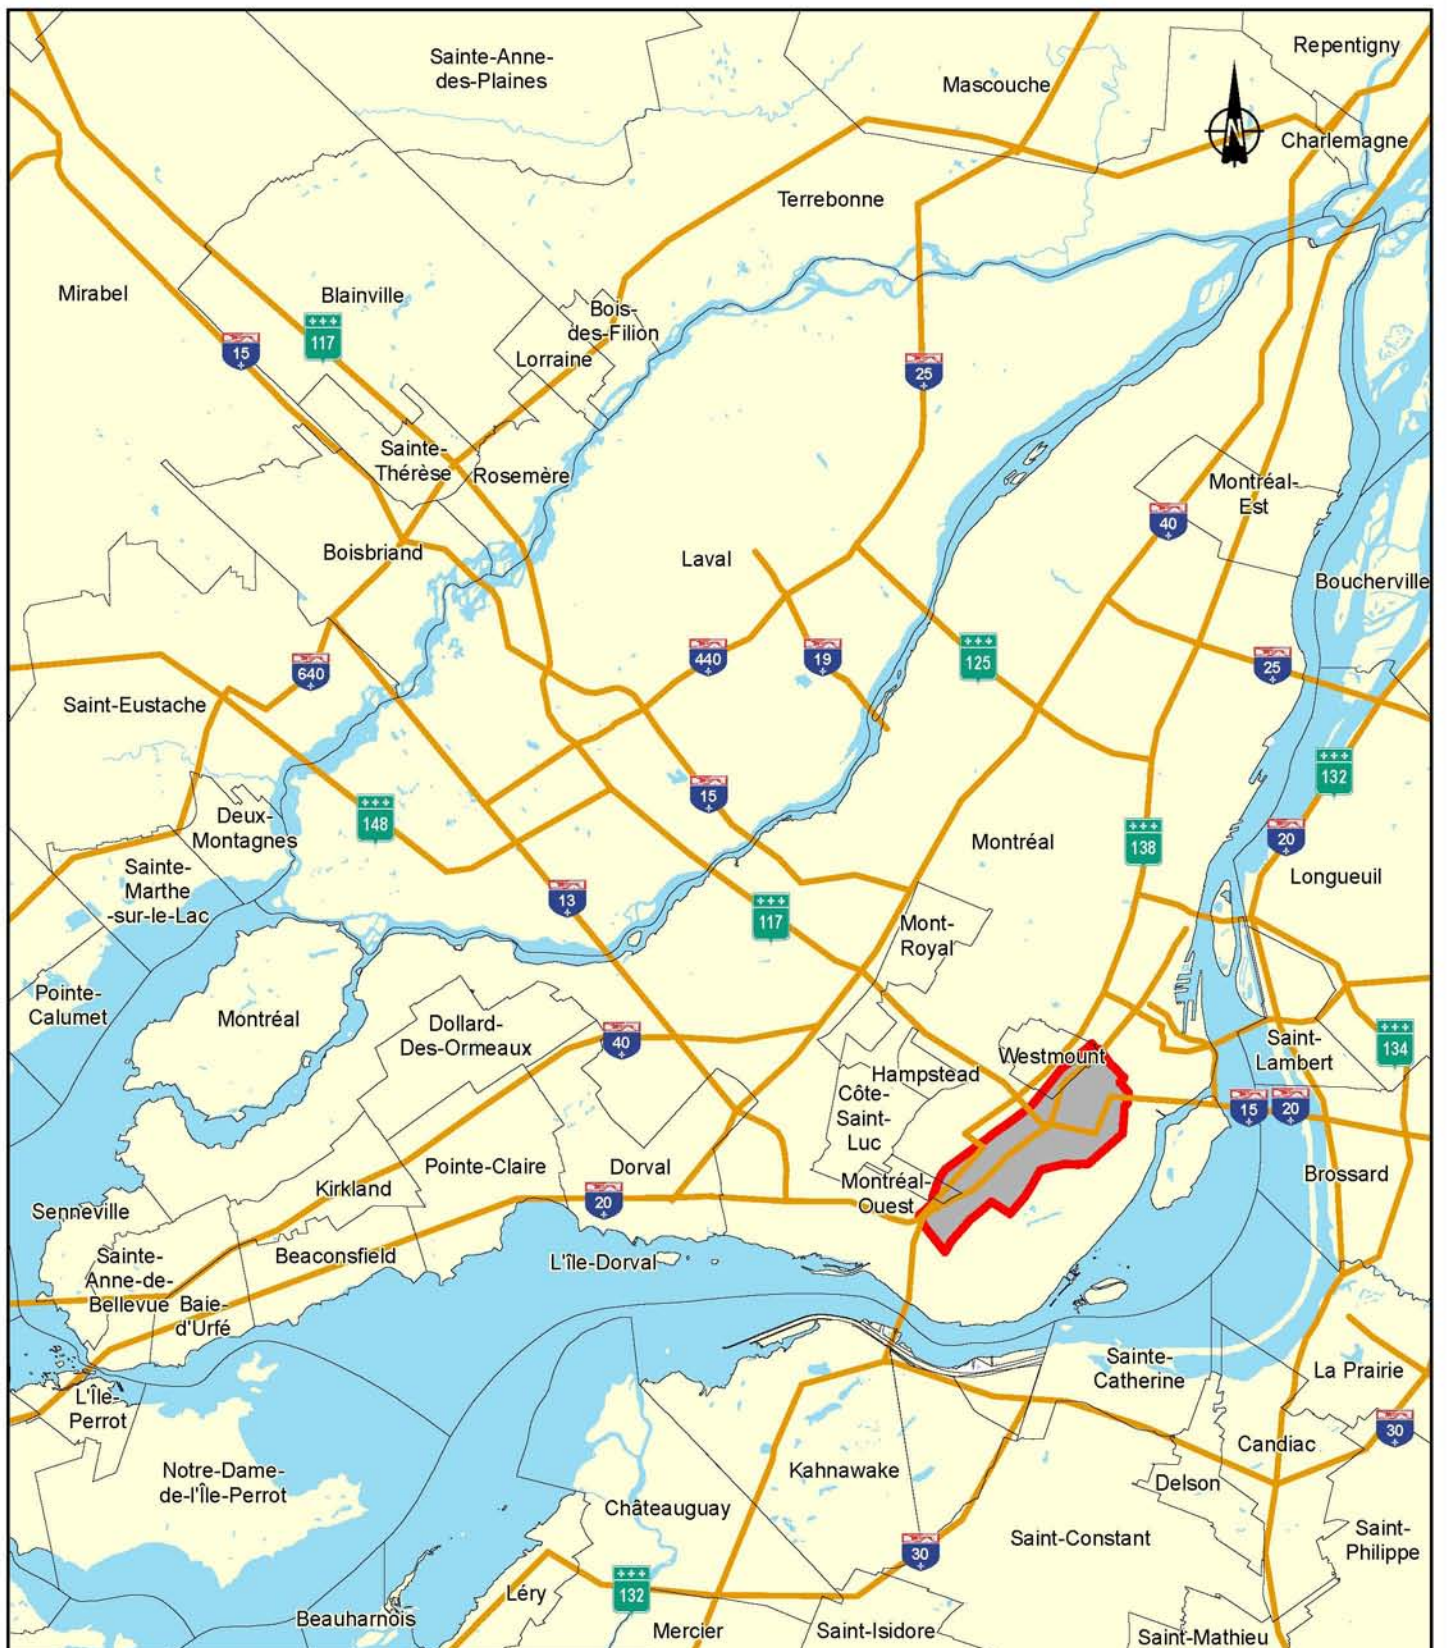 Sainte-Anne-
des-Plaines
Mascouche
Repentigny
N
Charlemagne
Terrebonne
Mirabel
Blainville
Bois-
des-Filion
Lorraine
117
15
25
Sainte-
Thérèse
Rosemère
Montréal-
Est
40
Boisbriand
Laval
Boucherville
640
440
19
125
25
Saint-Eustache
132
15
148
Deux-
Montagnes
138
20
Montréal
Longueuil
Sainte-
Marthe
-sur-le-Lac
13
117
Mont-
Royal
Pointe-
Calumet
Montréal
Dollard-
Des-Ormeaux
40
Saint-
Lambert
134
Westmount
Hampstead
Côte-
Saint-
Luc
15
20
Pointe-Claire
Dorval
Kirkland
Montréal-
Ouest
Brossard
20
Senneville
Sainte-
Anne-de-
Bellevue
Beaconsfield
L'île-Dorval
Baie-
d'Urfé
L'Île-
Perrot
Sainte-
Catherine
La Prairie
30
Notre-Dame-
de-l'Île-Perrot
Kahnawake
Candiac
Delson
Châteauguay
Saint-Constant
Saint-
Philippe
30
132
Léry
Beauharnois
Mercier
Saint-Isidore
Saint-Mathieu